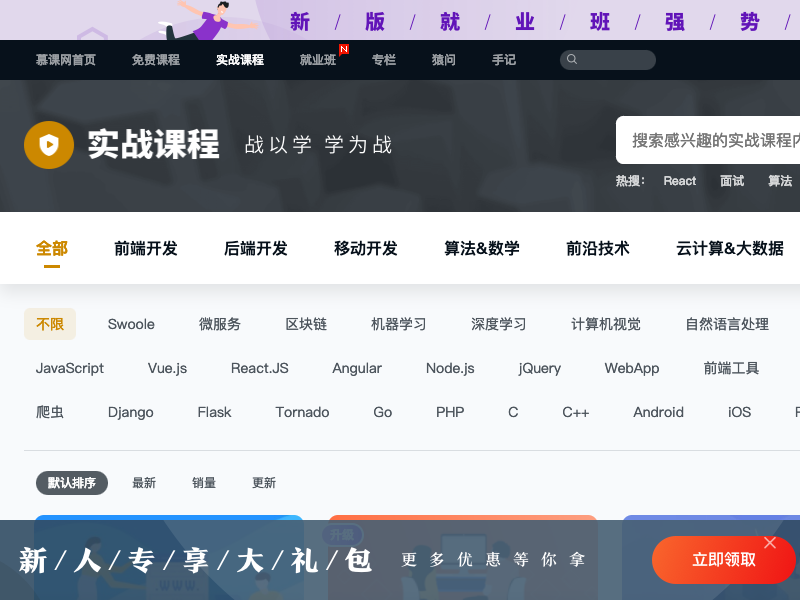 新 / 版 / 就 / 业 / 班 / 强 / 势 /
慕课网首页 免费课程 实战课程 就业班 N 专栏 猿问 手记
实战课程 战以学 学为战
搜索感兴趣的实战课程内
热搜: React 面试 算法
全部 前端开发 后端开发 移动开发 算法&数学 前沿技术 云计算&大数据
不限 Swoole 微服务 区块链 机器学习 深度学习 计算机视觉 自然语言处理
JavaScript Vue.js React.JS Angular Node.js jQuery WebApp 前端工具
爬虫 Django Flask Tornado Go PHP C C++ Android iOS
默认排序 最新 销量 更新
升级
新/人/专/享/大/礼/包 更多优惠等你拿 立即领取
WWW